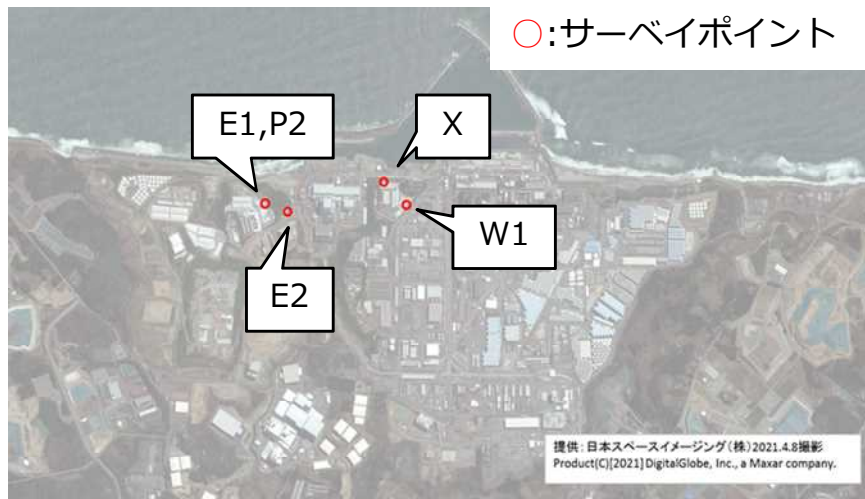 ○:サーベイポイント
E1,P2
X
W1
E2
提供:日本スペースイメージング(株)2021.4.8撮影
Product(C)[2021] DigitalGlobe, Inc., a Maxar company.